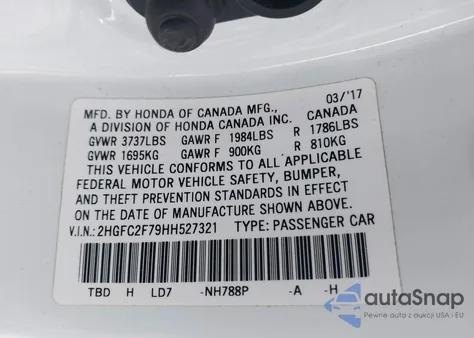 03/'17
MFD. BY HONDA OF CANADA MFG., CANADA
A DIVISION OF HONDA CANADA INC.
GVWR 3737LBS GAWR F 1984LBS R 1786LBS
GVWR 1695KG GAWR F 900KG R 810KG
THIS VEHICLE CONFORMS TO ALL APPLICABLE
FEDERAL MOTOR VEHICLE SAFETY, BUMPER,
AND THEFT PREVENTION STANDARDS IN EFFECT
ON THE DATE OF MANUFACTURE SHOWN ABOVE.
V.I.N.: 2HGFC2F79HH527321 TYPE: PASSENGER CAR
TBD H LD7 -NH788P -A -H
autaSnap
Pewne auta z USA i EU